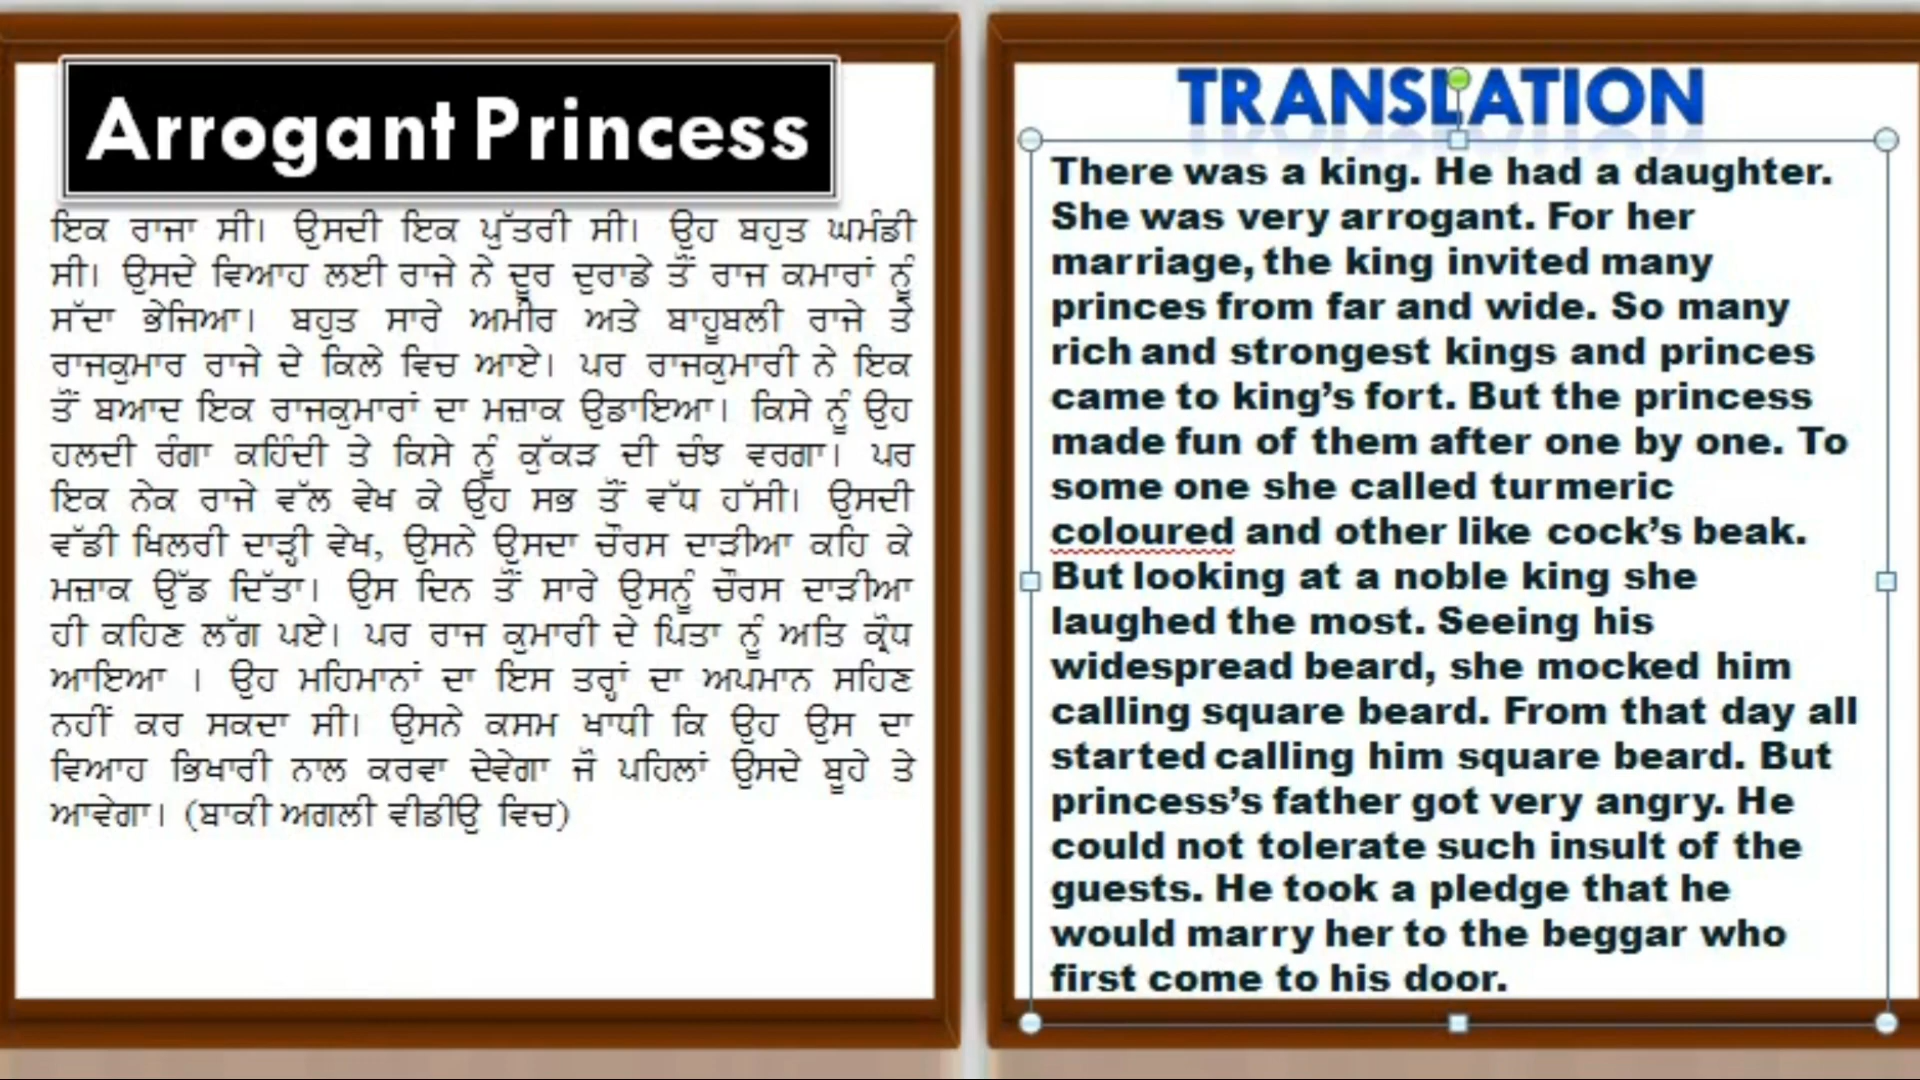 Arrogant Princess
ਇਕ ਰਾਜਾ ਸੀ। ਉਸਦੀ ਇਕ ਪੁੱਤਰੀ ਸੀ। ਉਹ ਬਹੁਤ ਘਮੰਡੀ
ਸੀ। ਉਸਦੇ ਵਿਆਹ ਲਈ ਰਾਜੇ ਨੇ ਦੂਰ ਦੁਰਾਡੇ ਤੋਂ ਰਾਜ ਕਮਾਰਾਂ ਨੂੰ
ਸੱਦਾ ਭੇਜਿਆ। ਬਹੁਤ ਸਾਰੇ ਅਮੀਰ ਅਤੇ ਬਾਹੂਬਲੀ ਰਾਜੇ ਤੇ
ਰਾਜਕੁਮਾਰ ਰਾਜੇ ਦੇ ਕਿਲੇ ਵਿਚ ਆਏ। ਪਰ ਰਾਜਕੁਮਾਰੀ ਨੇ ਇਕ
ਤੋਂ ਬਆਦ ਇਕ ਰਾਜਕੁਮਾਰਾਂ ਦਾ ਮਜ਼ਾਕ ਉਡਾਇਆ। ਕਿਸੇ ਨੂੰ ਉਹ
ਹਲਦੀ ਰੰਗਾ ਕਹਿੰਦੀ ਤੇ ਕਿਸੇ ਨੂੰ ਕੁੱਕੜ ਦੀ ਚੰਝ ਵਰਗਾ। ਪਰ
ਇਕ ਨੇਕ ਰਾਜੇ ਵੱਲ ਵੇਖ ਕੇ ਉਹ ਸਭ ਤੋਂ ਵੱਧ ਹੱਸੀ। ਉਸਦੀ
ਵੱਡੀ ਖਿਲਰੀ ਦਾੜ੍ਹੀ ਵੇਖ, ਉਸਨੇ ਉਸਦਾ ਚੌਰਸ ਦਾੜੀਆ ਕਹਿ ਕੇ
ਮਜ਼ਾਕ ਉੱਡ ਦਿੱਤਾ। ਉਸ ਦਿਨ ਤੋਂ ਸਾਰੇ ਉਸਨੂੰ ਚੌਰਸ ਦਾੜੀਆ
ਹੀ ਕਹਿਣ ਲੱਗ ਪਏ। ਪਰ ਰਾਜ ਕੁਮਾਰੀ ਦੇ ਪਿਤਾ ਨੂੰ ਅਤਿ ਕ੍ਰੋਧ
ਆਇਆ । ਉਹ ਮਹਿਮਾਨਾਂ ਦਾ ਇਸ ਤਰ੍ਹਾਂ ਦਾ ਅਪਮਾਨ ਸਹਿਣ
ਨਹੀਂ ਕਰ ਸਕਦਾ ਸੀ। ਉਸਨੇ ਕਸਮ ਖਾਧੀ ਕਿ ਉਹ ਉਸ ਦਾ
ਵਿਆਹ ਭਿਖਾਰੀ ਨਾਲ ਕਰਵਾ ਦੇਵੇਗਾ ਜੋ ਪਹਿਲਾਂ ਉਸਦੇ ਬੂਹੇ ਤੇ
ਆਵੇਗਾ। (ਬਾਕੀ ਅਗਲੀ ਵੀਡੀਉ ਵਿਚ)
TRANSLATION
There was a king. He had a daughter.
She was very arrogant. For her
marriage, the king invited many
princes from far and wide. So many
rich and strongest kings and princes
came to king’s fort. But the princess
made fun of them after one by one. To
some one she called turmeric
coloured and other like cock’s beak.
But looking at a noble king she
laughed the most. Seeing his
widespread beard, she mocked him
calling square beard. From that day all
started calling him square beard. But
princess’s father got very angry. He
could not tolerate such insult of the
guests. He took a pledge that he
would marry her to the beggar who
first come to his door.